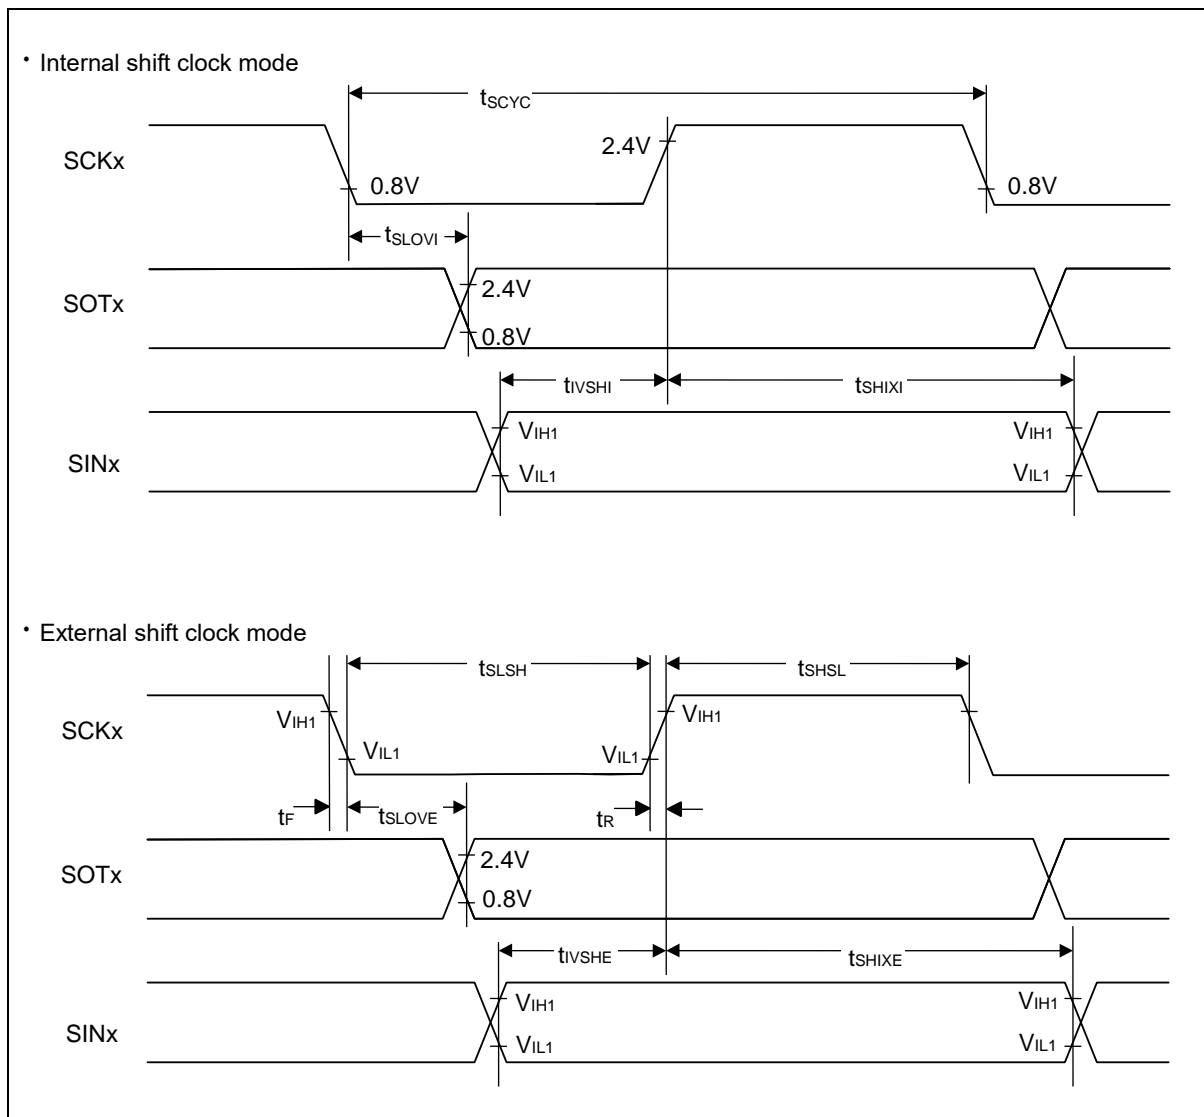 ・Internal shift clock mode
tSCYC
SCKx
2.4V
0.8V
0.8V
tSLOVI
SOTx
2.4V
0.8V
tIVSHI
tSHIXI
SINx
VIH1
VIH1
VIL1
VIL1
・External shift clock mode
tSLSH
tSHSL
SCKx
VIH1
VIH1
VIL1
VIL1
tF
tSLOVE
tR
SOTx
2.4V
0.8V
tIVSHE
tSHIXE
SINx
VIH1
VIH1
VIL1
VIL1